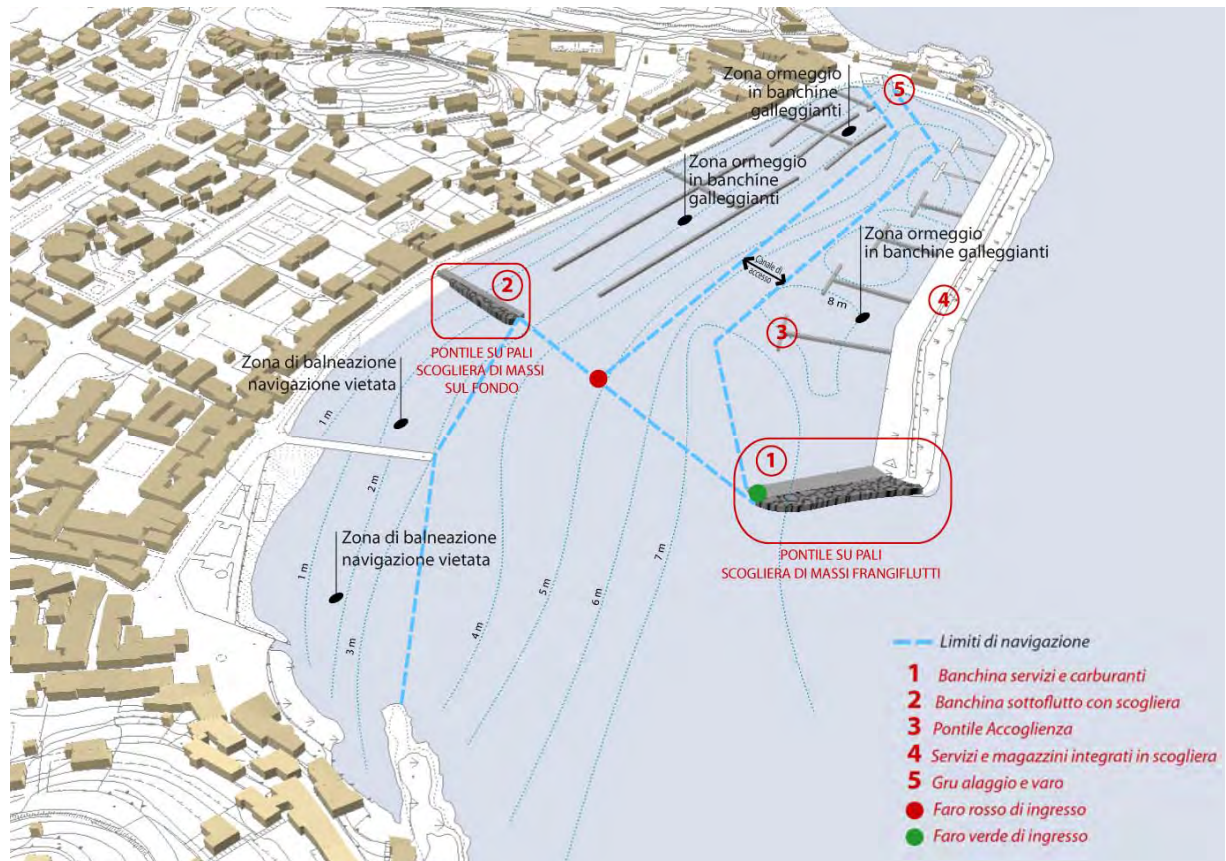 Zona ormeggio
in banchine
galleggianti
5
Zona ormeggio
in banchine
galleggianti
Zona ormeggio
in banchine galleggianti
Canale di
accesso
2
4
8 m
3
PONTILE SU PALI
SCOGLIERA DI MASSI
SUL FONDO
Zona di balneazione
navigazione vietata
1 m
2 m
1
Zona di balneazione
navigazione vietata
1 m
3 m
4 m
5 m
6 m
7 m
PONTILE SU PALI
SCOGLIERA DI MASSI FRANGIFLUTTI
Limiti di navigazione
1 Banchina servizi e carburanti
2 Banchina sottoflutto con scogliera
3 Pontile Accoglienza
4 Servizi e magazzini integrati in scogliera
5 Gru alaggio e varo
Faro rosso di ingresso
Faro verde di ingresso